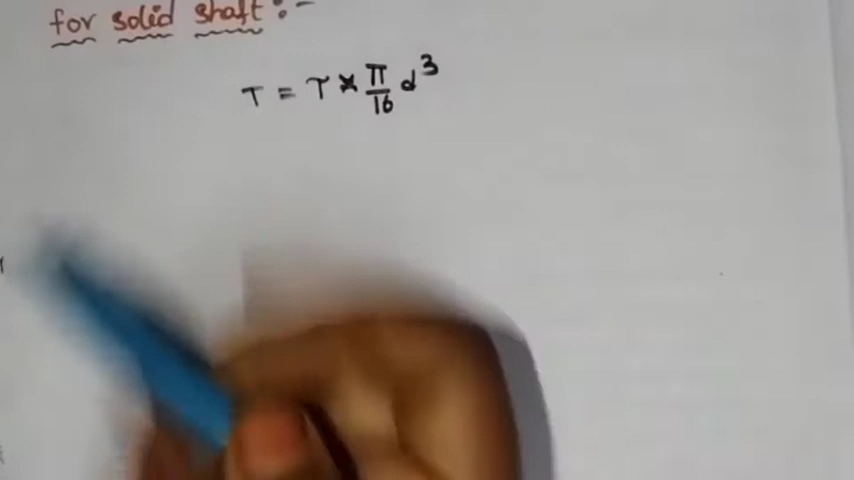 for solid shaft :-
T = τ × π/16 d³